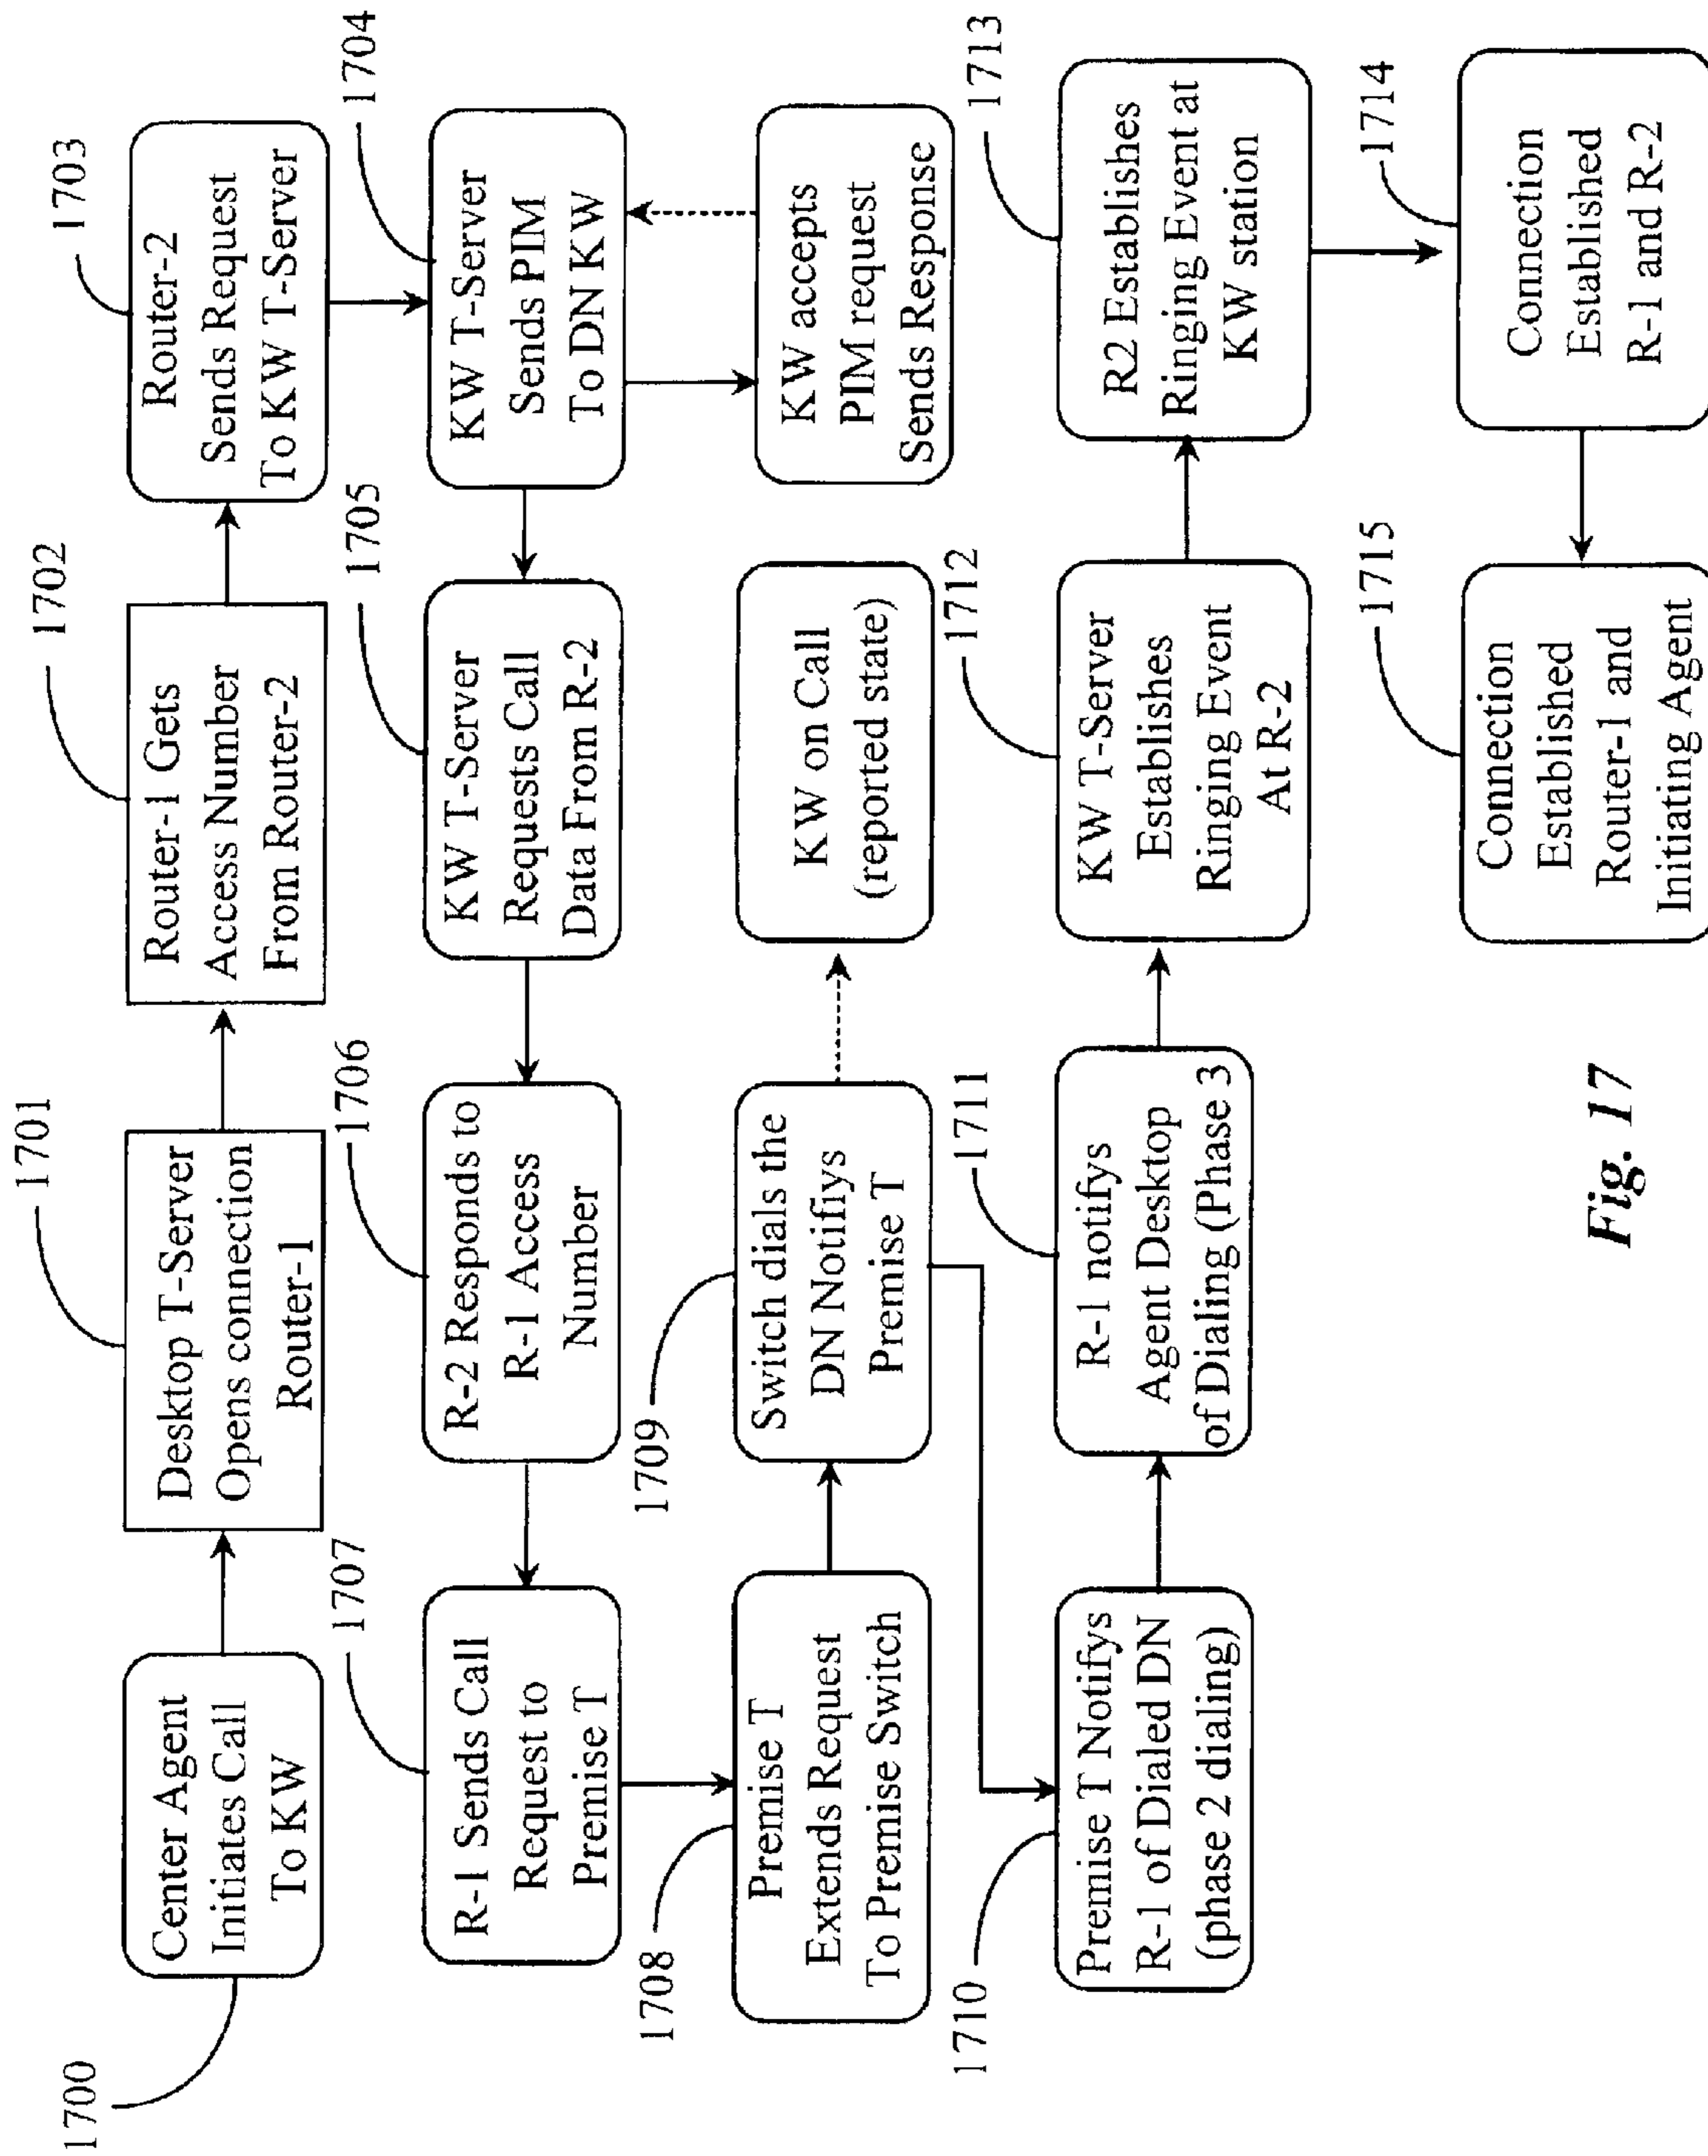 1700
Center Agent
Initiates Call
To KW
1701
Desktop T-Server
Opens connection
Router-1
1702
Router-1 Gets
Access Number
From Router-2
1703
Router-2
Sends Request
To KW T-Server
1704
KW T-Server
Sends PIM
To DN KW
KW accepts
PIM request
Sends Response
1705
KW T-Server
Requests Call
Data From R-2
1706
R-2 Responds to
R-1 Access
Number
1707
R-1 Sends Call
Request to
Premise T
1708
Premise T
Extends Request
To Premise Switch
1709
Switch dials the
DN Notifiys
Premise T
KW on Call
(reported state)
1710
Premise T Notifys
R-1 of Dialed DN
(phase 2 dialing)
1711
R-1 notifys
Agent Desktop
of Dialing (Phase 3
1712
KW T-Server
Establishes
Ringing Event
At R-2
1713
R2 Establishes
Ringing Event at
KW station
1714
Connection
Established
R-1 and R-2
1715
Connection
Established
Router-1 and
Initiating Agent
Fig. 17